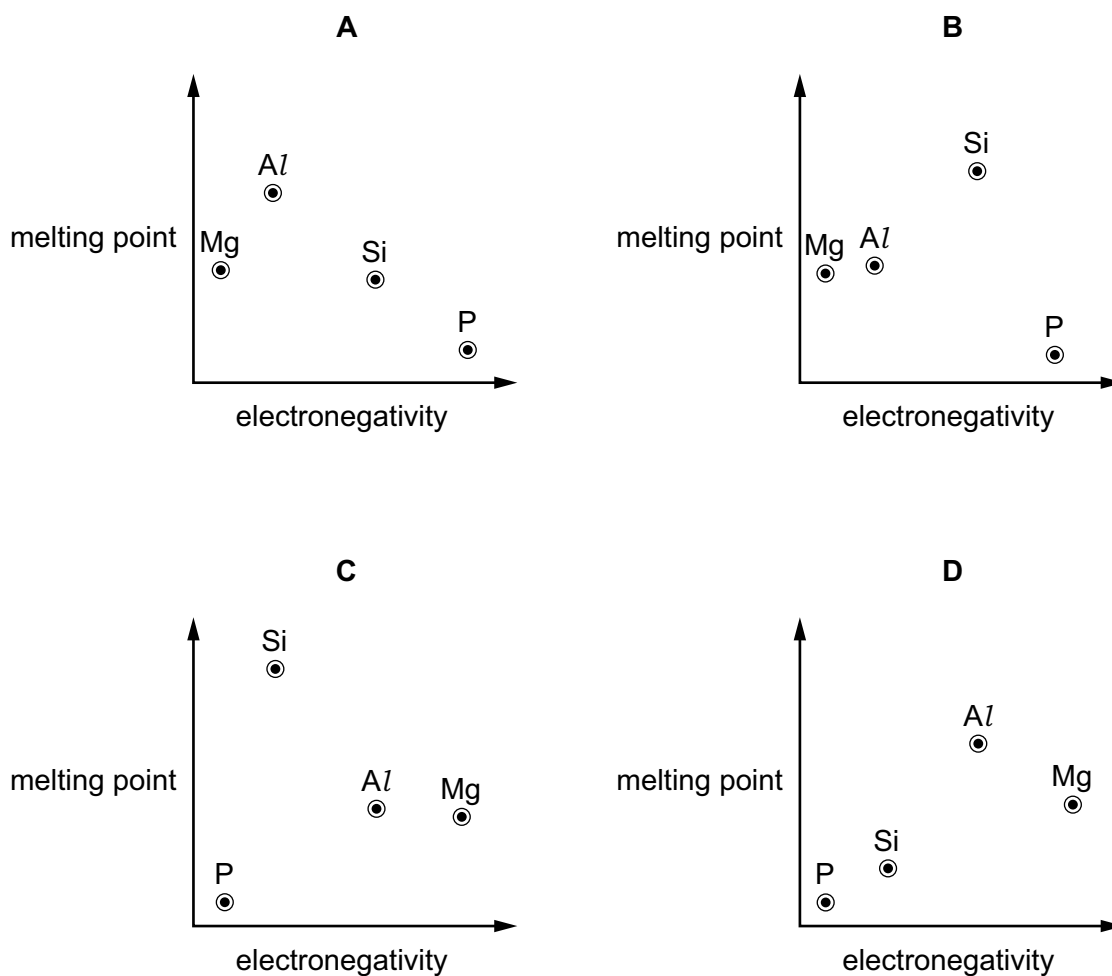 A
melting point
Al
Mg
Si
P
electronegativity
B
melting point
Si
Mg
Al
P
electronegativity
C
melting point
Si
Al
Mg
P
electronegativity
D
melting point
Al
Mg
Si
P
electronegativity